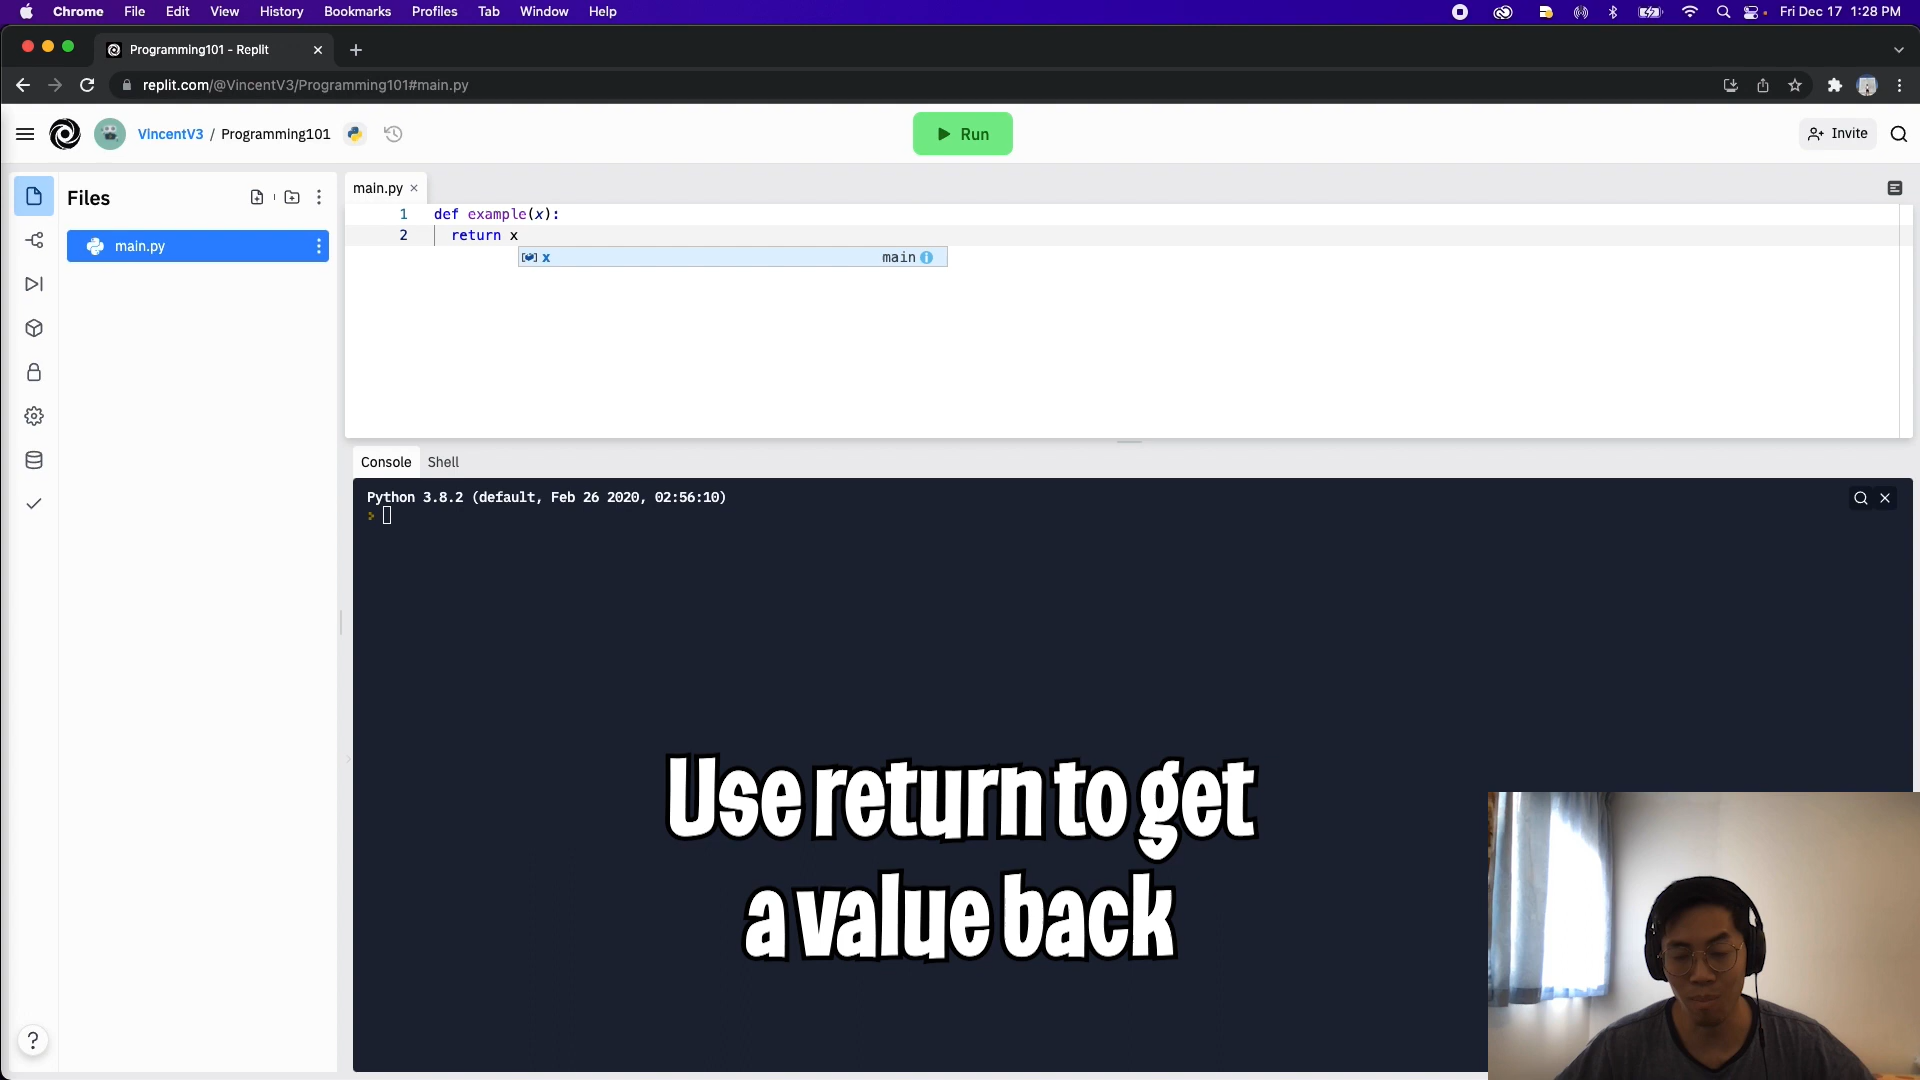 Chrome File Edit View History Bookmarks Profiles Tab Window Help Fri Dec 17 1:28 PM
Programming101 - Replit
replit.com/@VincentV3/Programming101#main.py
VincentV3 / Programming101 Run Invite
Files
main.py
main.py
1 def example(x):
2 return x
x main
Console Shell
Python 3.8.2 (default, Feb 26 2020, 02:56:10)
Use return to get
a value back
?